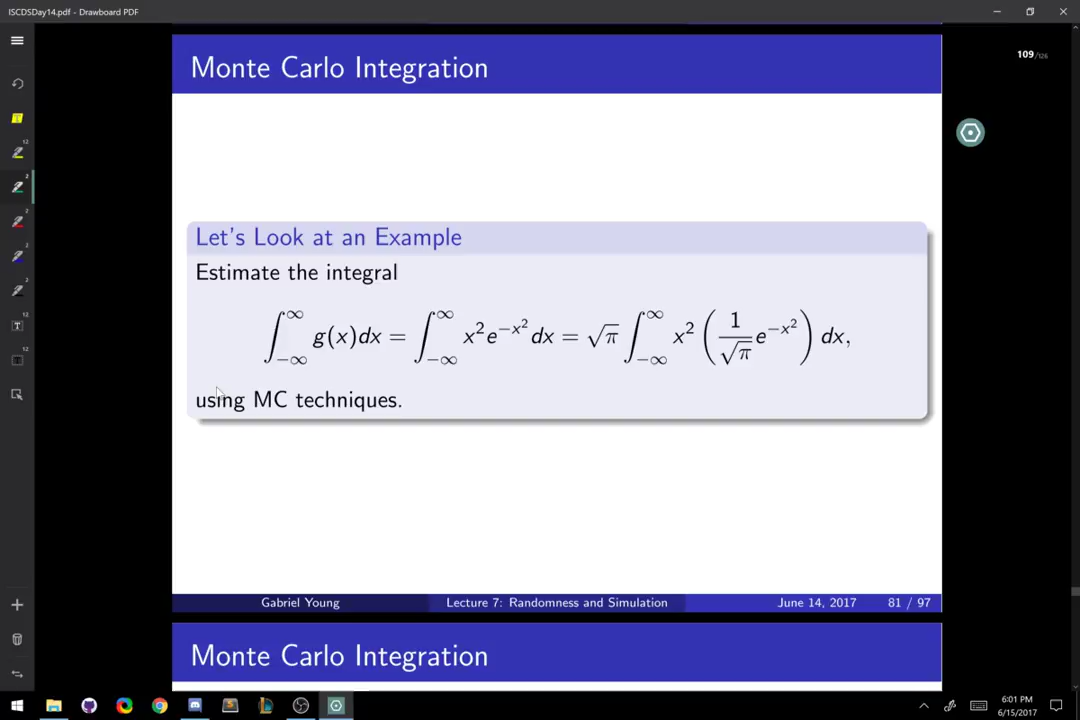 ISCDSDay14.pdf - Drawboard PDF
109/126
Monte Carlo Integration
Let's Look at an Example
Estimate the integral
∫_{-∞}^{∞} g(x)dx = ∫_{-∞}^{∞} x²e^{-x²}dx = √π ∫_{-∞}^{∞} x² (1/√π e^{-x²}) dx,
using MC techniques.
Gabriel Young Lecture 7: Randomness and Simulation June 14, 2017 81 / 97
Monte Carlo Integration
6:01 PM
6/15/2017